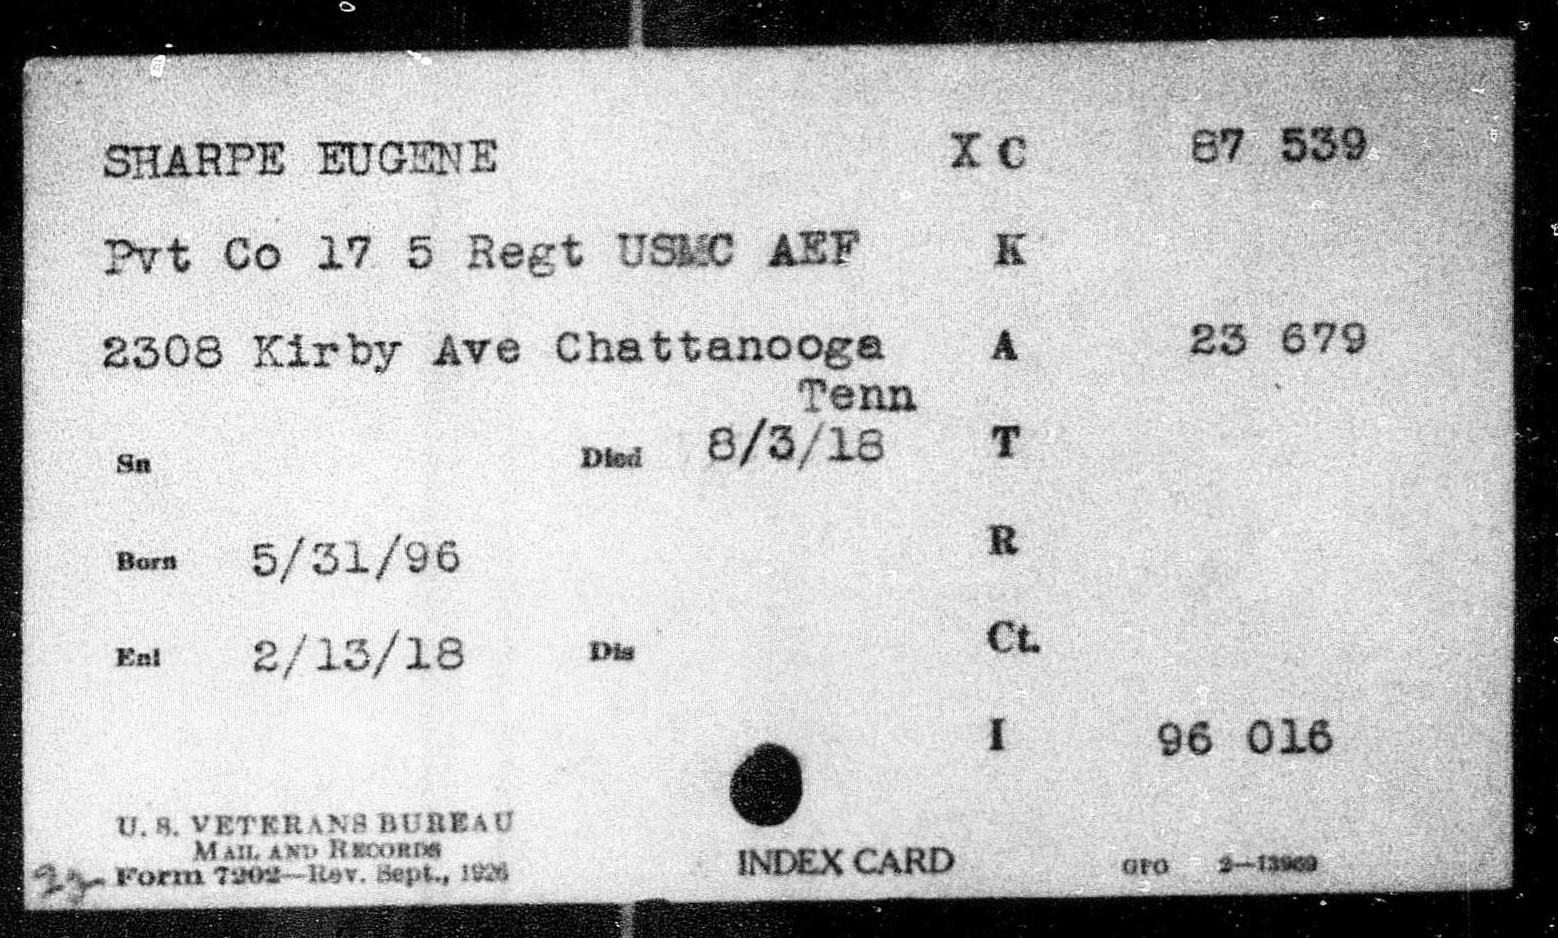 SHARPE EUGENE XC 87 539
Pvt Co 17 5 Regt USMC AEF K
2308 Kirby Ave Chattanooga A 23 679
Tenn
Sn Died 8/3/18 T
Born 5/31/96 R
Enl 2/13/18 Dis Ct.
I 96 016
U. S. VETERANS BUREAU
MAIL AND RECORDS
Form 7202—Rev. Sept., 1926 INDEX CARD GPO 2—13969